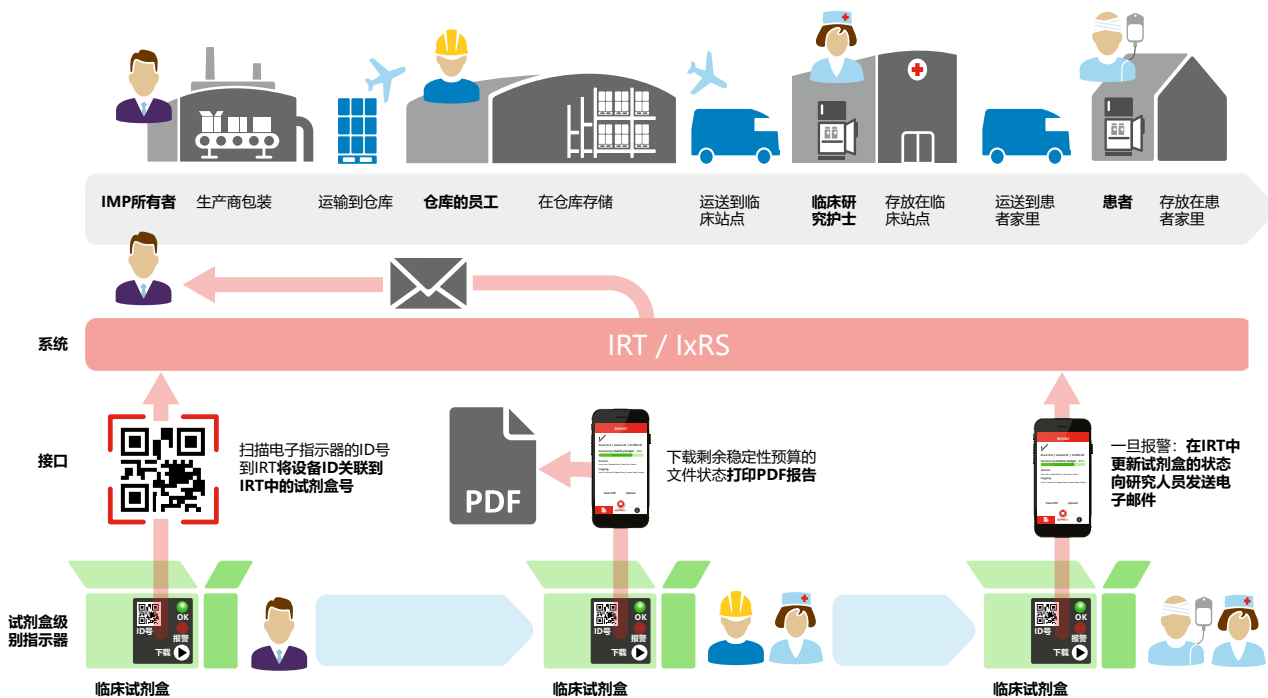 IMP所有者
生产商包装
运输到仓库
仓库的员工
在仓库存储
运送到临
床站点
临床研
究护士
存放在临
床站点
运送到患
者家里
患者
存放在患
者家里
系统
IRT / IxRS
接口
扫描电子指示器的ID号
到IRT将设备ID关联到
IRT中的试剂盒号
PDF
下载剩余稳定性预算的
文件状态打印PDF报告
一旦报警：在IRT中
更新试剂盒的状态
向研究人员发送电
子邮件
试剂盒级
别指示器
ID号
OK
报警
下载
临床试剂盒
ID号
OK
报警
下载
临床试剂盒
ID号
OK
报警
下载
临床试剂盒